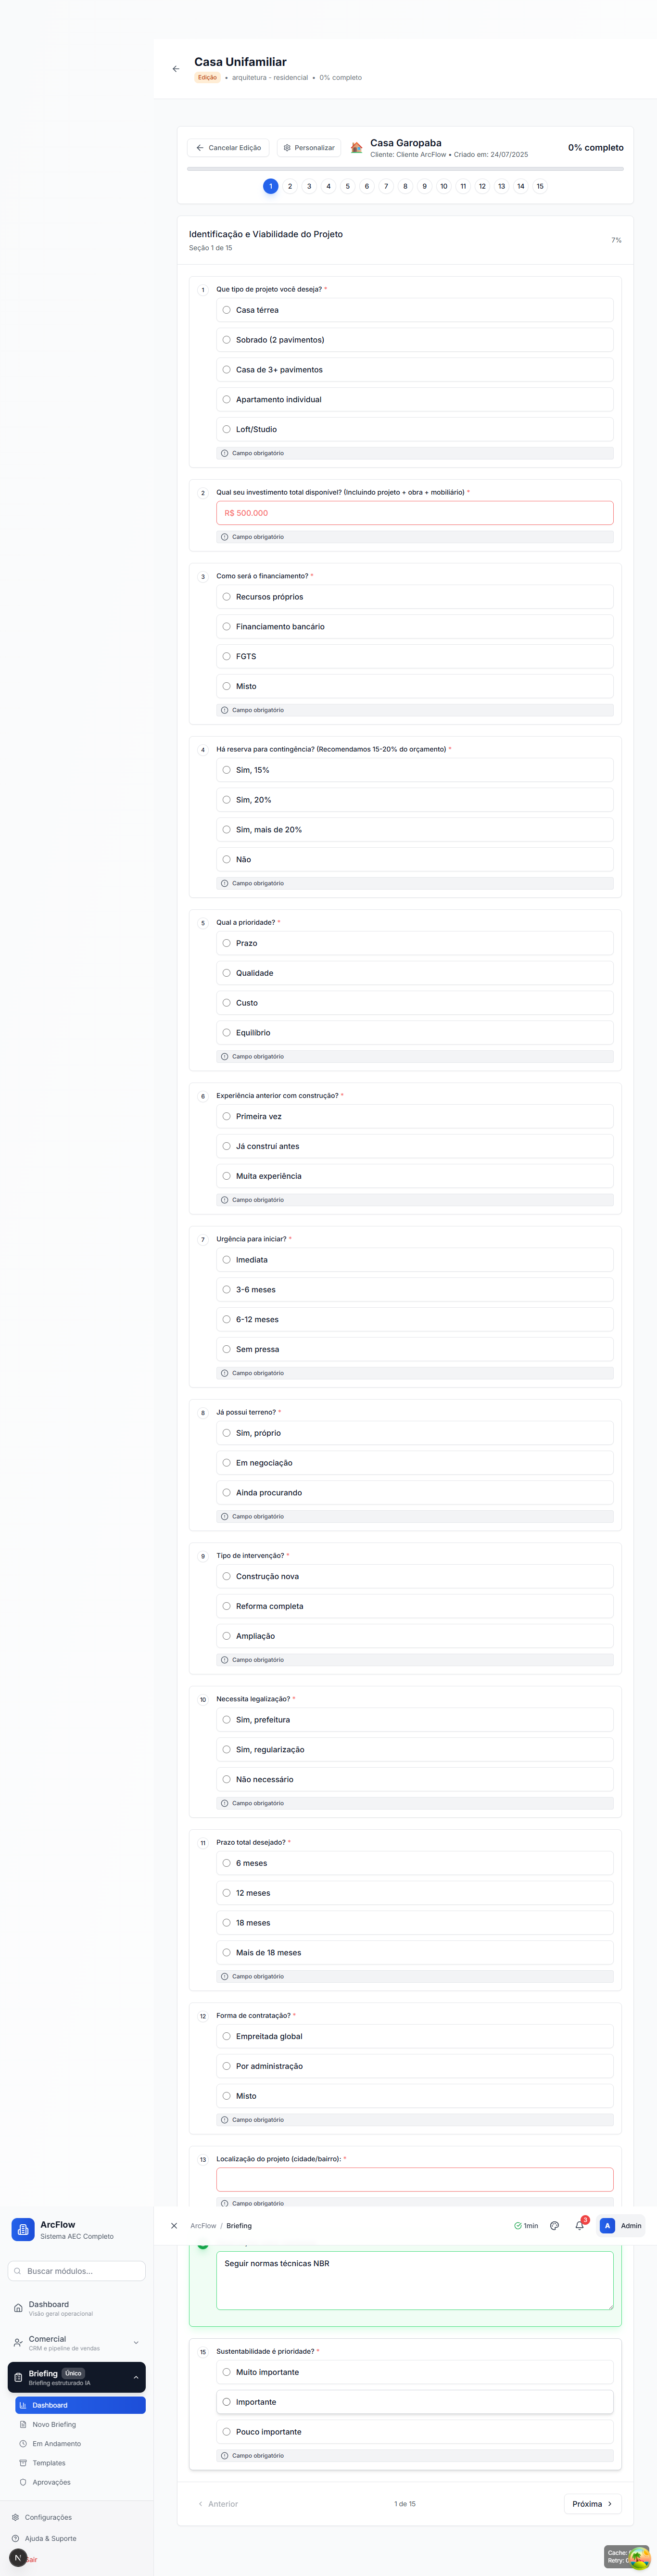 Casa Unifamiliar
Edição • arquitetura - residencial • 0% completo
Cancelar Edição
Personalizar
Casa Garopaba
Cliente: Cliente ArcFlow • Criado em: 24/07/2025
0% completo
1 2 3 4 5 6 7 8 9 10 11 12 13 14 15
Identificação e Viabilidade do Projeto
Seção 1 de 15
7%
1 Que tipo de projeto você deseja? *
Casa térrea
Sobrado (2 pavimentos)
Casa de 3+ pavimentos
Apartamento individual
Loft/Studio
Campo obrigatório
2 Qual seu investimento total disponível? (Incluindo projeto + obra + mobiliário) *
R$ 500.000
Campo obrigatório
3 Como será o financiamento? *
Recursos próprios
Financiamento bancário
FGTS
Misto
Campo obrigatório
4 Há reserva para contingência? (Recomendamos 15-20% do orçamento) *
Sim, 15%
Sim, 20%
Sim, mais de 20%
Não
Campo obrigatório
5 Qual a prioridade? *
Prazo
Qualidade
Custo
Equilíbrio
Campo obrigatório
6 Experiência anterior com construção? *
Primeira vez
Já construí antes
Muita experiência
Campo obrigatório
7 Urgência para iniciar? *
Imediata
3-6 meses
6-12 meses
Sem pressa
Campo obrigatório
8 Já possui terreno? *
Sim, próprio
Em negociação
Ainda procurando
Campo obrigatório
9 Tipo de intervenção? *
Construção nova
Reforma completa
Ampliação
Campo obrigatório
10 Necessita legalização? *
Sim, prefeitura
Sim, regularização
Não necessário
Campo obrigatório
11 Prazo total desejado? *
6 meses
12 meses
18 meses
Mais de 18 meses
Campo obrigatório
12 Forma de contratação? *
Empreitada global
Por administração
Misto
Campo obrigatório
13 Localização do projeto (cidade/bairro): *
Campo obrigatório
ArcFlow
Sistema AEC Completo
Buscar módulos...
Dashboard
Visão geral operacional
Comercial
CRM e pipeline de vendas
Briefing Único
Briefing estruturado IA
Dashboard
Novo Briefing
Em Andamento
Templates
Aprovações
Configurações
Ajuda & Suporte
N
air
ArcFlow / Briefing
1min
3
A Admin
Seguir normas técnicas NBR
15 Sustentabilidade é prioridade? *
Muito importante
Importante
Pouco importante
Campo obrigatório
Anterior
1 de 15
Próxima
Cache:
Retry: